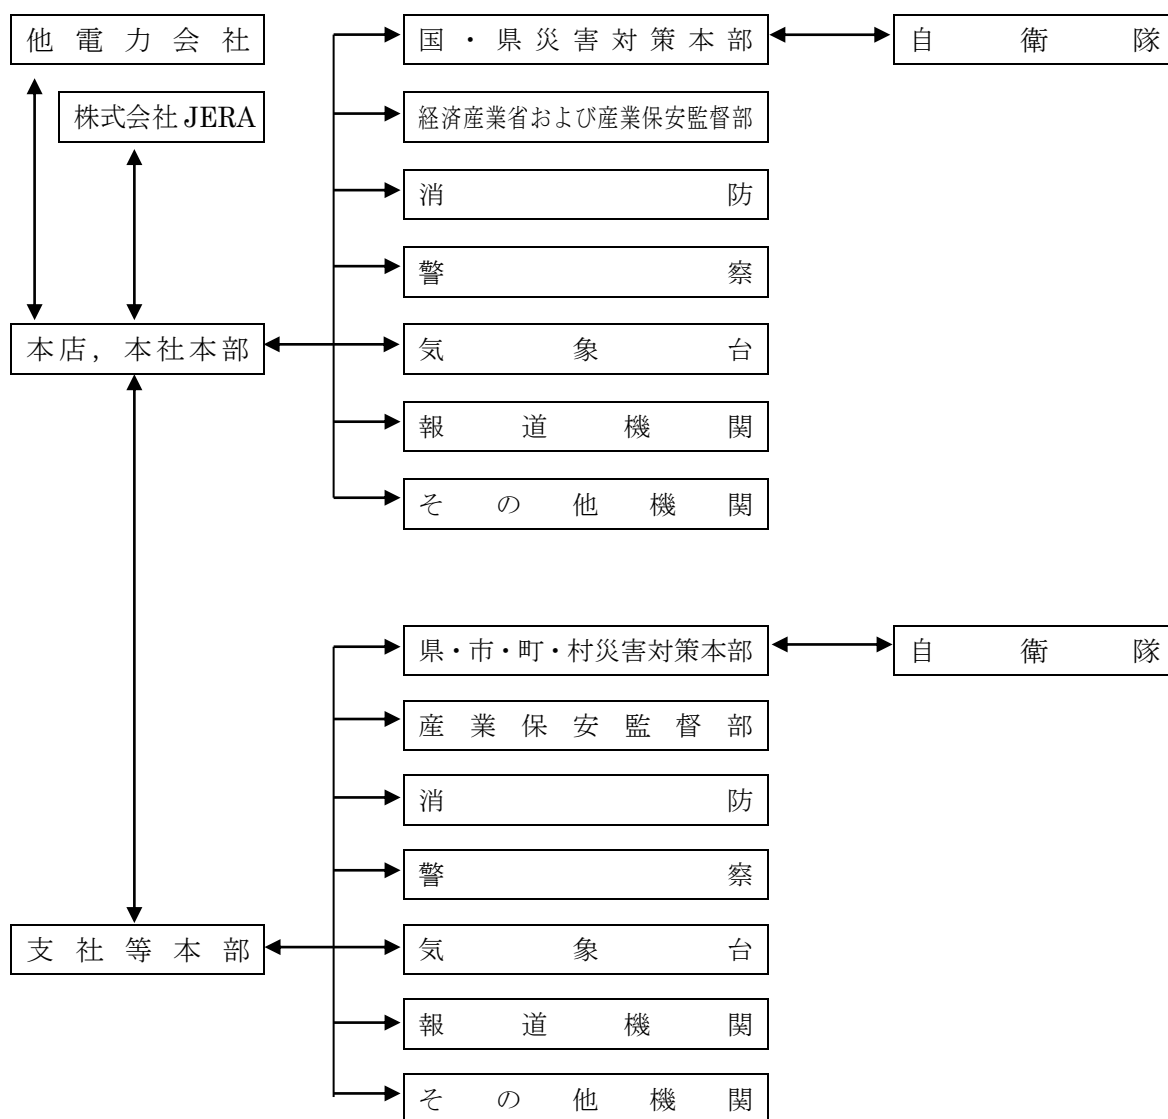 他電力会社
国・県災害対策本部
自衛隊
株式会社JERA
経済産業省および産業保安監督部
消防
警察
本店，本社本部
気象台
報道機関
その他機関
県・市・町・村災害対策本部
自衛隊
産業保安監督部
消防
警察
支社等本部
気象台
報道機関
その他機関